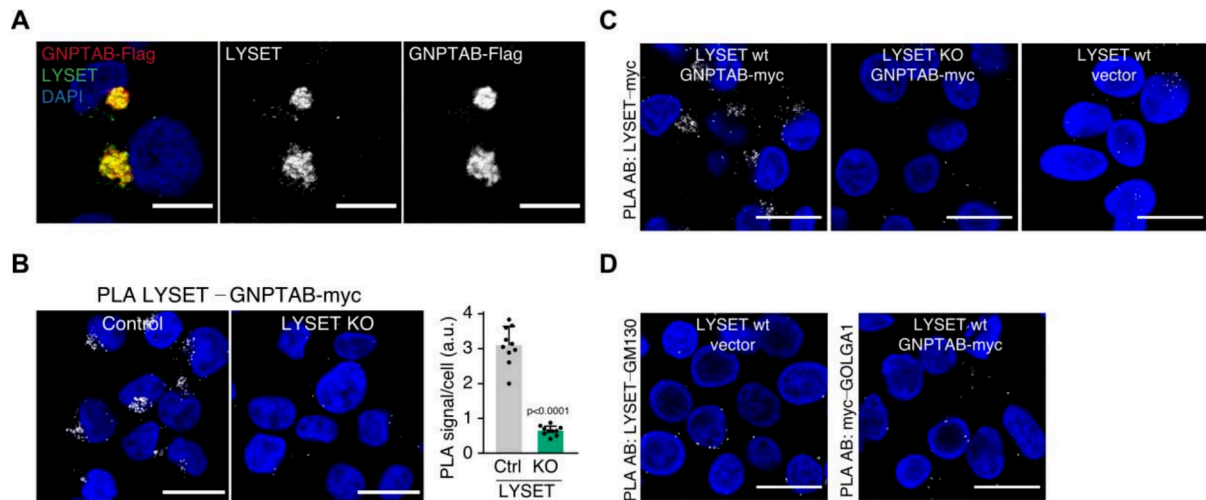 A
GNPTAB-Flag
LYSET
DAPI
LYSET
GNPTAB-Flag
B
PLA LYSET – GNPTAB-myc
Control
LYSET KO
PLA signal/cell (a.u.)
4
3
2
1
0
p<0.0001
Ctrl KO
LYSET
C
PLA AB: LYSET–myc
LYSET wt
GNPTAB-myc
LYSET KO
GNPTAB-myc
LYSET wt
vector
D
PLA AB: LYSET–GM130
LYSET wt
vector
PLA AB: myc–GOLGA1
LYSET wt
GNPTAB-myc